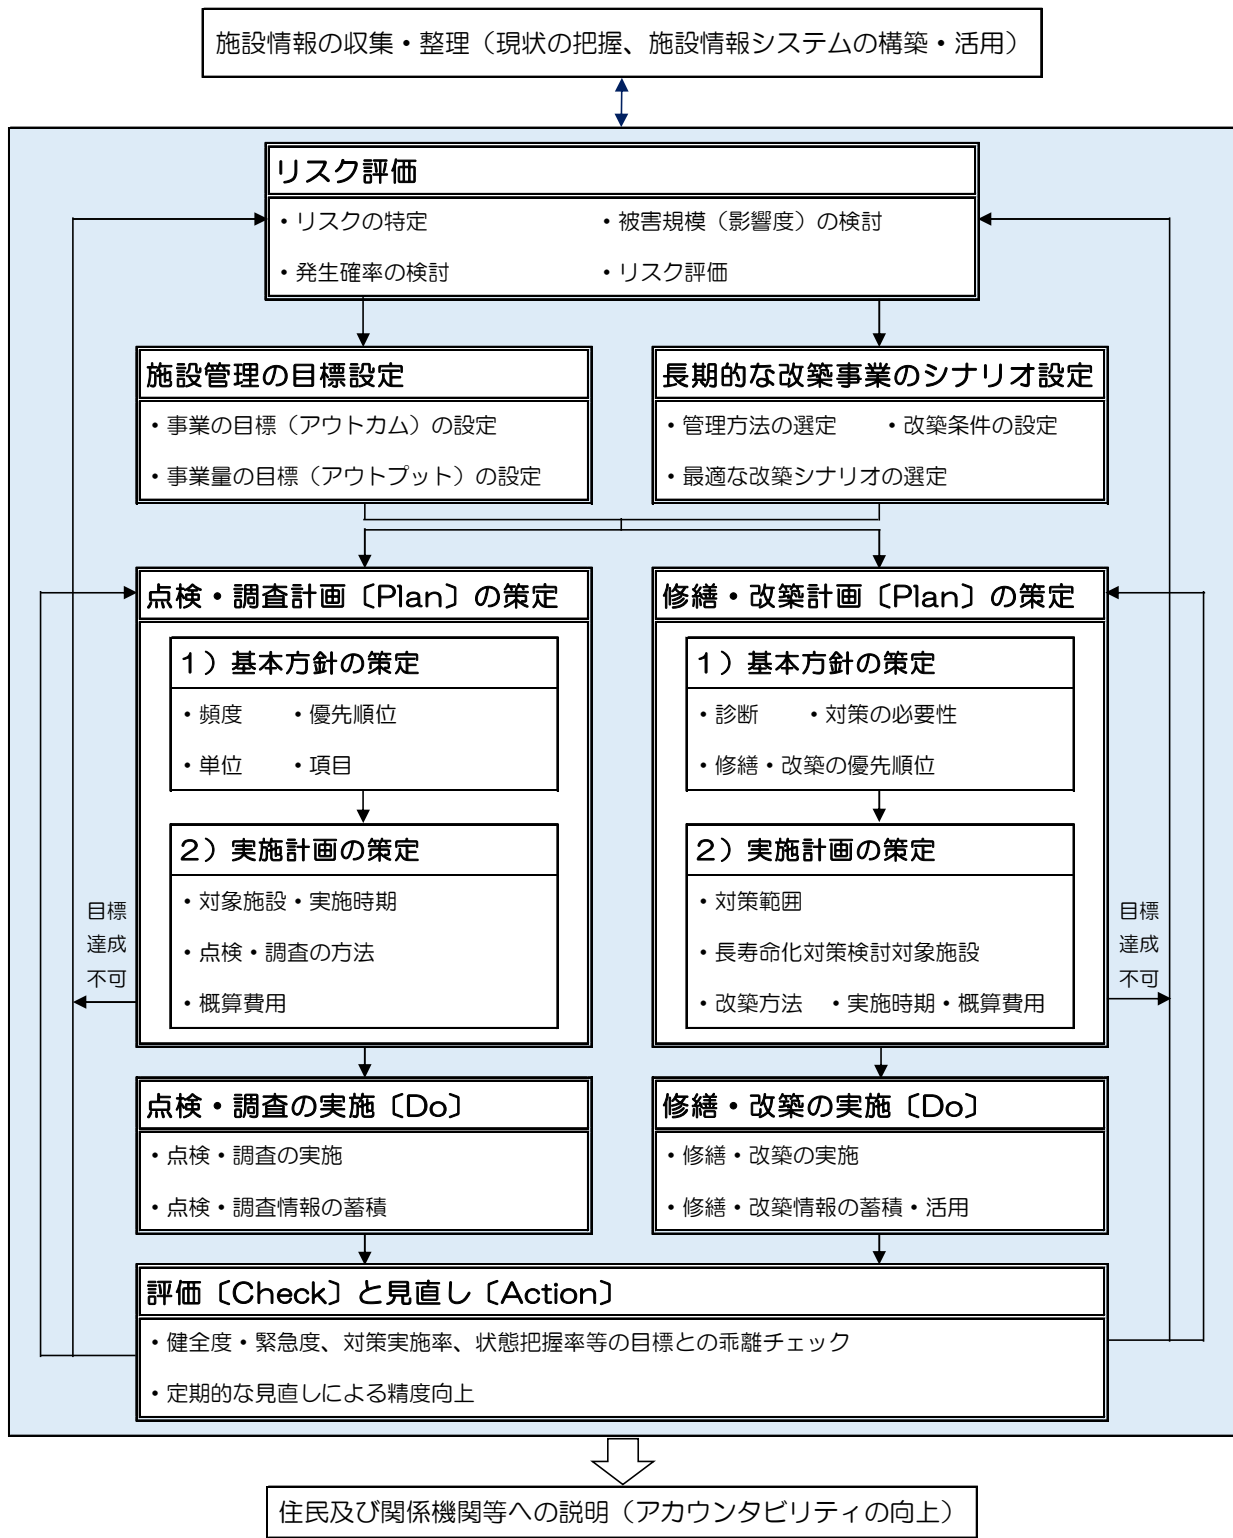 施設情報の収集・整理（現状の把握、施設情報システムの構築・活用）
リスク評価
・リスクの特定　・被害規模（影響度）の検討
・発生確率の検討　・リスク評価
施設管理の目標設定
・事業の目標（アウトカム）の設定
・事業量の目標（アウトプット）の設定
長期的な改築事業のシナリオ設定
・管理方法の選定　・改築条件の設定
・最適な改築シナリオの選定
点検・調査計画〔Plan〕の策定
１）基本方針の策定
・頻度　・優先順位
・単位　・項目
２）実施計画の策定
・対象施設・実施時期
・点検・調査の方法
・概算費用
目標
達成
不可
修繕・改築計画〔Plan〕の策定
１）基本方針の策定
・診断　・対策の必要性
・修繕・改築の優先順位
２）実施計画の策定
・対策範囲
・長寿命化対策検討対象施設
・改築方法　・実施時期・概算費用
目標
達成
不可
点検・調査の実施〔Do〕
・点検・調査の実施
・点検・調査情報の蓄積
修繕・改築の実施〔Do〕
・修繕・改築の実施
・修繕・改築情報の蓄積・活用
評価〔Check〕と見直し〔Action〕
・健全度・緊急度、対策実施率、状態把握率等の目標との乖離チェック
・定期的な見直しによる精度向上
住民及び関係機関等への説明（アカウンタビリティの向上）